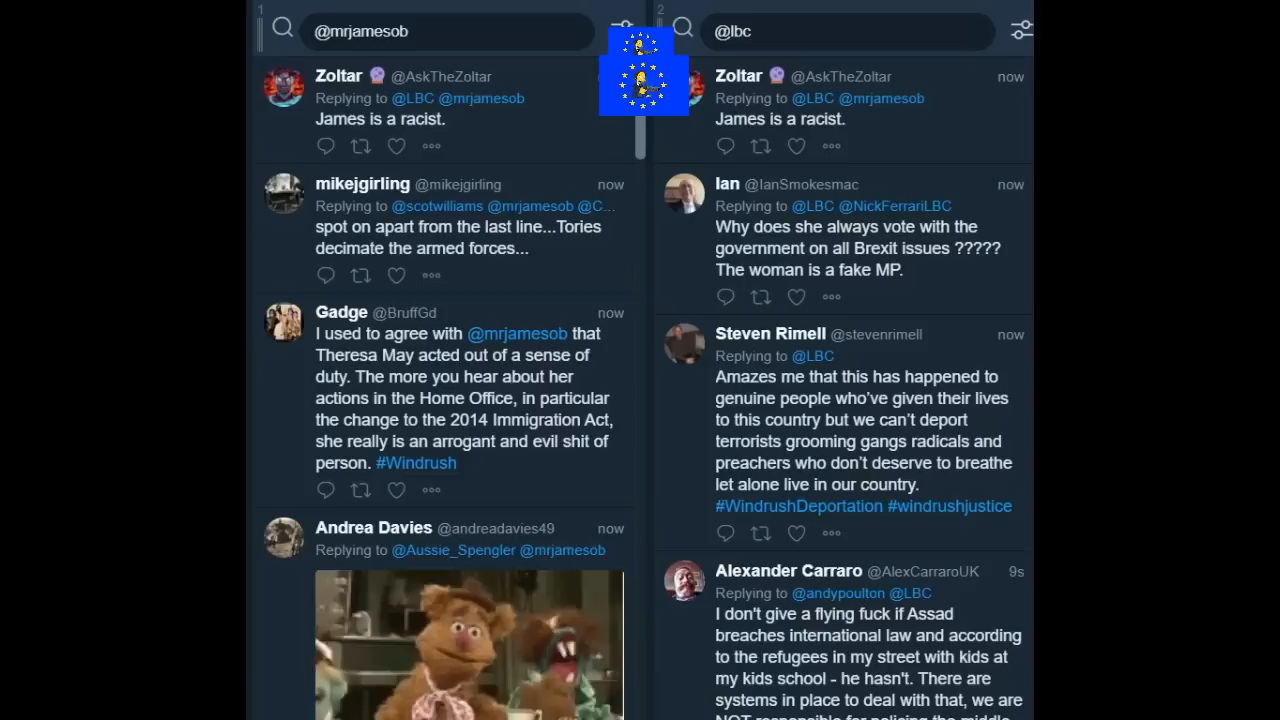 1
@mrjamesob
Zoltar @AskTheZoltar
Replying to @LBC @mrjamesob
James is a racist.
mikejgirling @mikejgirling now
Replying to @scotwilliams @mrjamesob @C...
spot on apart from the last line...Tories
decimate the armed forces...
Gadge @BruffGd now
I used to agree with @mrjamesob that
Theresa May acted out of a sense of
duty. The more you hear about her
actions in the Home Office, in particular
the change to the 2014 Immigration Act,
she really is an arrogant and evil shit of
person. #Windrush
Andrea Davies @andreadavies49 now
Replying to @Aussie_Spengler @mrjamesob
2
@lbc
Zoltar @AskTheZoltar now
Replying to @LBC @mrjamesob
James is a racist.
Ian @IanSmokesmac now
Replying to @LBC @NickFerrariLBC
Why does she always vote with the
government on all Brexit issues ?????
The woman is a fake MP.
Steven Rimell @stevenrimell now
Replying to @LBC
Amazes me that this has happened to
genuine people who've given their lives
to this country but we can't deport
terrorists grooming gangs radicals and
preachers who don't deserve to breathe
let alone live in our country.
#WindrushDeportation #windrushjustice
Alexander Carraro @AlexCarraroUK 9s
Replying to @andypoulton @LBC
I don't give a flying fuck if Assad
breaches international law and according
to the refugees in my street with kids at
my kids school - he hasn't. There are
systems in place to deal with that, we are
NOT responsible for policing the middle